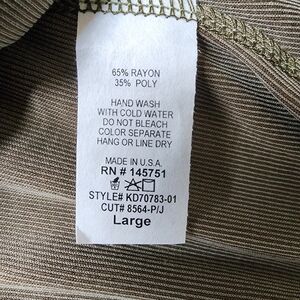 65% RAYON
35% POLY
HAND WASH
WITH COLD WATER
DO NOT BLEACH
COLOR SEPARATE
HANG OR LINE DRY
MADE IN U.S.A.
RN # 145751
STYLE# KD70783-01
CUT# 8564-P/J
Large